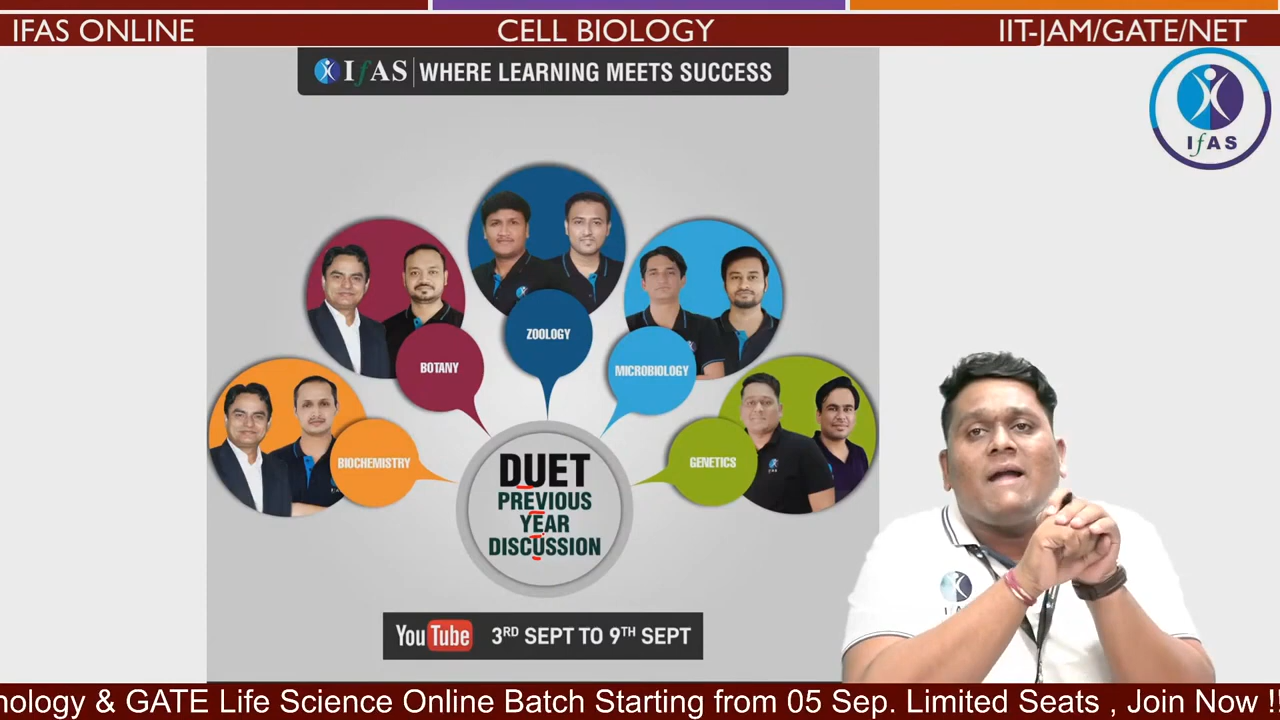 IFAS ONLINE
CELL BIOLOGY
IIT-JAM/GATE/NET
IfAS WHERE LEARNING MEETS SUCCESS
IfAS
ZOOLOGY
BOTANY
MICROBIOLOGY
BIOCHEMISTRY
GENETICS
DUET
PREVIOUS
YEAR
DISCUSSION
IFAS
YouTube 3RD SEPT TO 9TH SEPT
nology & GATE Life Science Online Batch Starting from 05 Sep. Limited Seats , Join Now !!